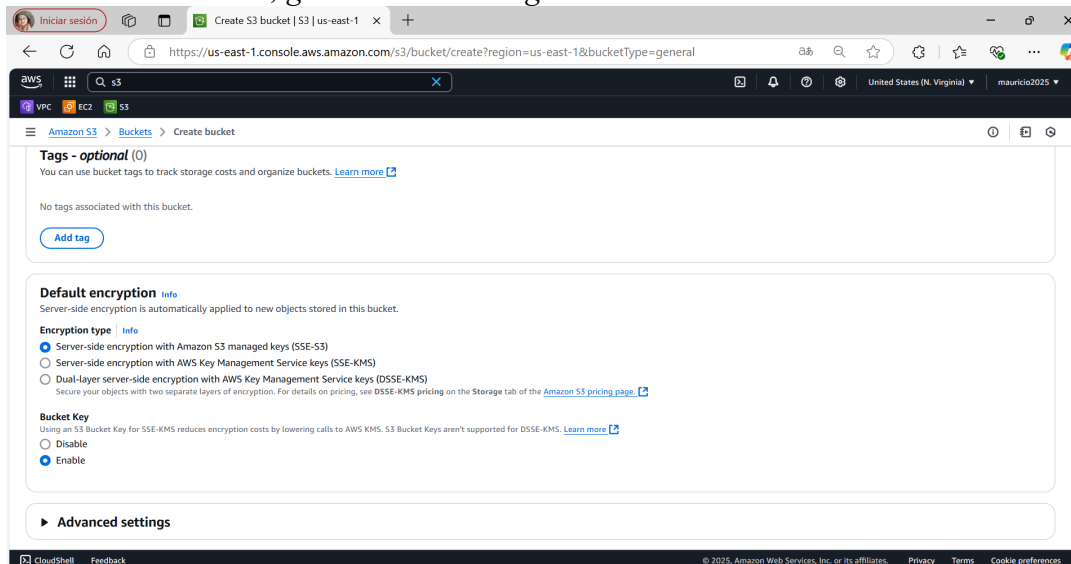 Iniciar sesión
Create S3 bucket | S3 | us-east-1
https://us-east-1.console.aws.amazon.com/s3/bucket/create?region=us-east-1&bucketType=general
aws
s3
United States (N. Virginia)
mauricio2025
VPC EC2 S3
Amazon S3 > Buckets > Create bucket
Tags - optional (0)
You can use bucket tags to track storage costs and organize buckets. Learn more
No tags associated with this bucket.
Add tag
Default encryption Info
Server-side encryption is automatically applied to new objects stored in this bucket.
Encryption type | Info
Server-side encryption with Amazon S3 managed keys (SSE-S3)
Server-side encryption with AWS Key Management Service keys (SSE-KMS)
Dual-layer server-side encryption with AWS Key Management Service keys (DSSE-KMS)
Secure your objects with two separate layers of encryption. For details on pricing, see DSSE-KMS pricing on the Storage tab of the Amazon S3 pricing page.
Bucket Key
Using an S3 Bucket Key for SSE-KMS reduces encryption costs by lowering calls to AWS KMS. S3 Bucket Keys aren't supported for DSSE-KMS. Learn more
Disable
Enable
Advanced settings
CloudShell Feedback © 2025, Amazon Web Services, Inc. or its affiliates. Privacy Terms Cookie preferences